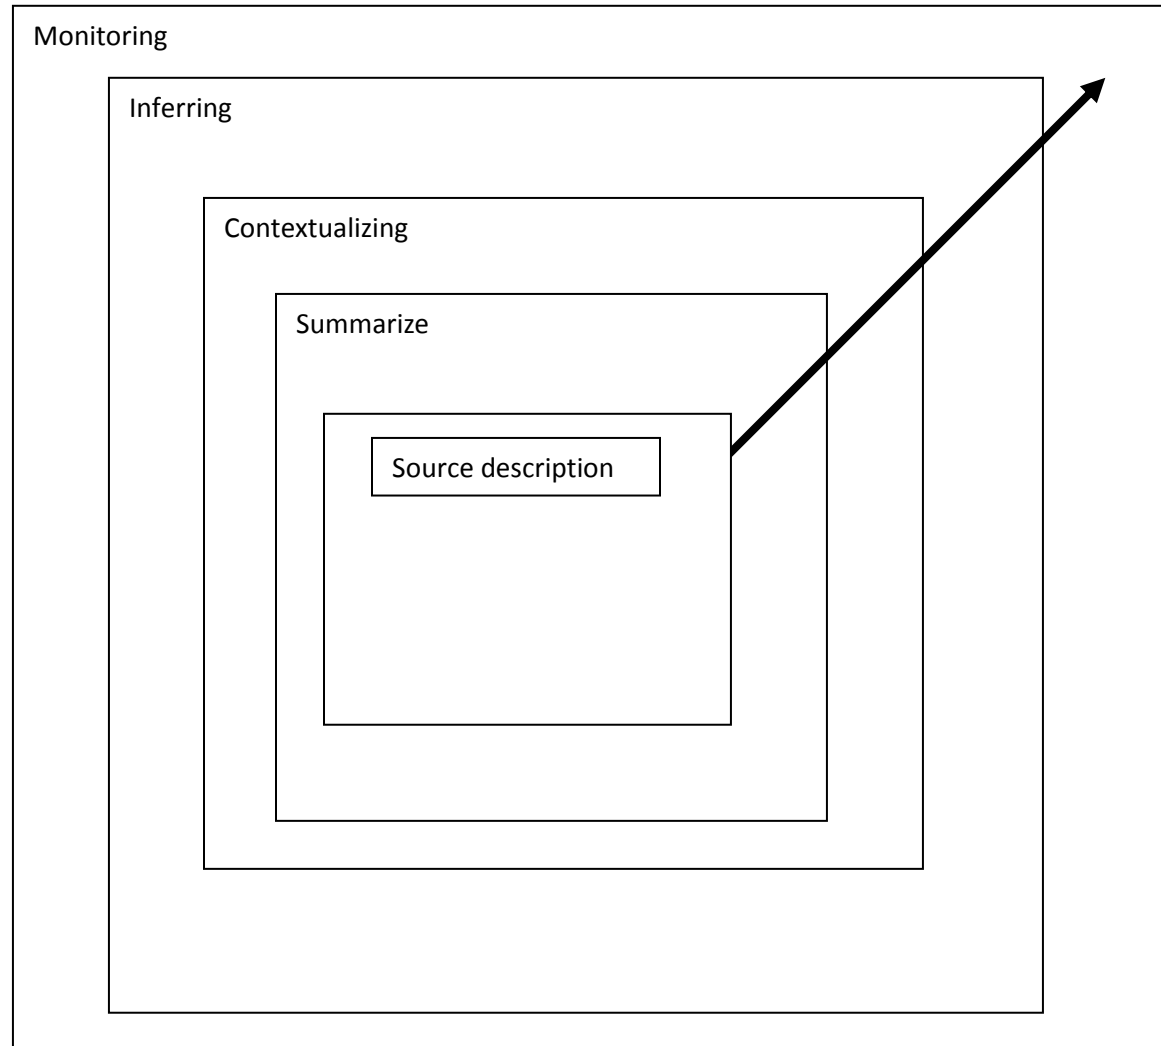 Monitoring
Inferring
Contextualizing
Summarize
Source description